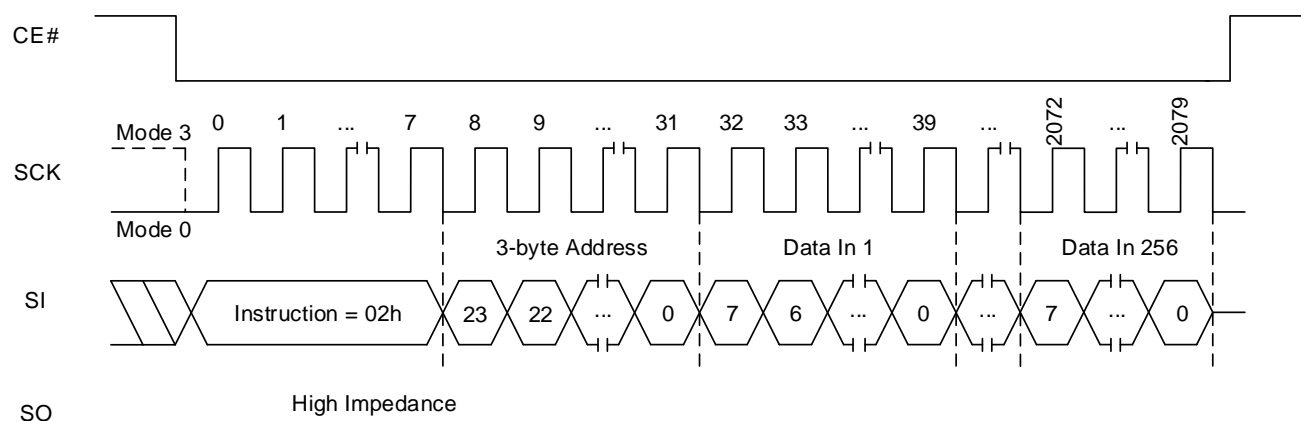 CE#
Mode 3 0 1 ... 7 8 9 ... 31 32 33 ... 39 ... 2072 ... 2079
SCK
Mode 0
3-byte Address Data In 1 Data In 256
SI Instruction = 02h 23 22 ... 0 7 6 ... 0 ... 7 ... 0
High Impedance
SO